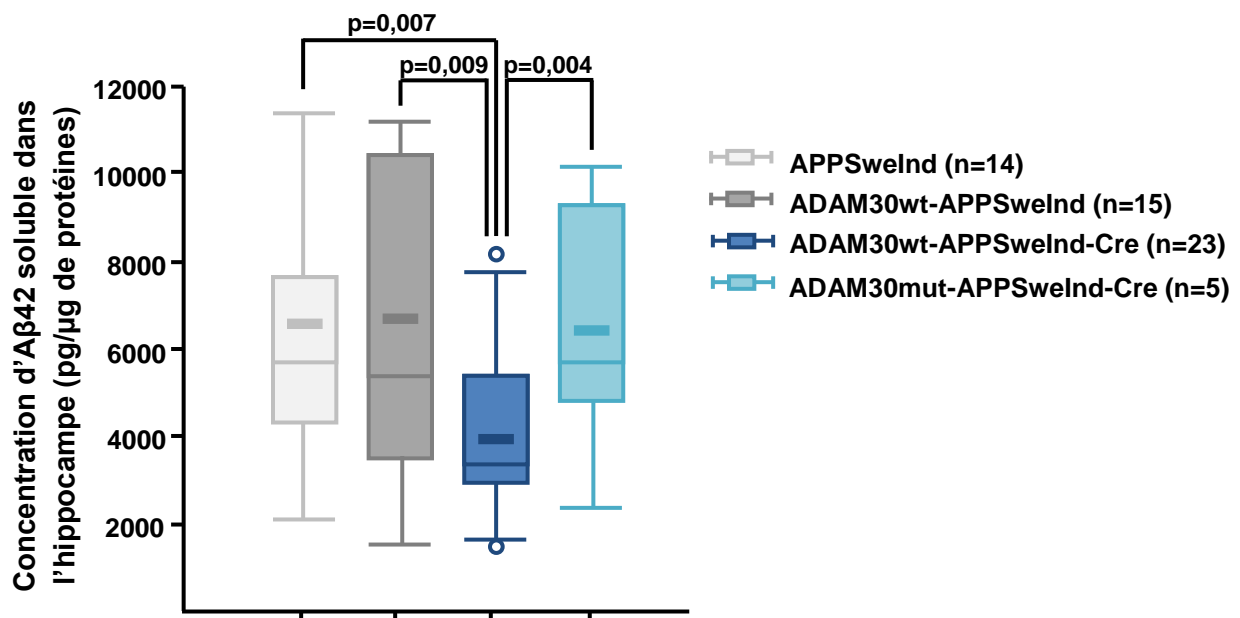 p=0,007
p=0,009
p=0,004
Concentration d’Aβ42 soluble dans
l’hippocampe (pg/µg de protéines)
12000
10000
8000
6000
4000
2000
APPSweInd (n=14)
ADAM30wt-APPSweInd (n=15)
ADAM30wt-APPSweInd-Cre (n=23)
ADAM30mut-APPSweInd-Cre (n=5)